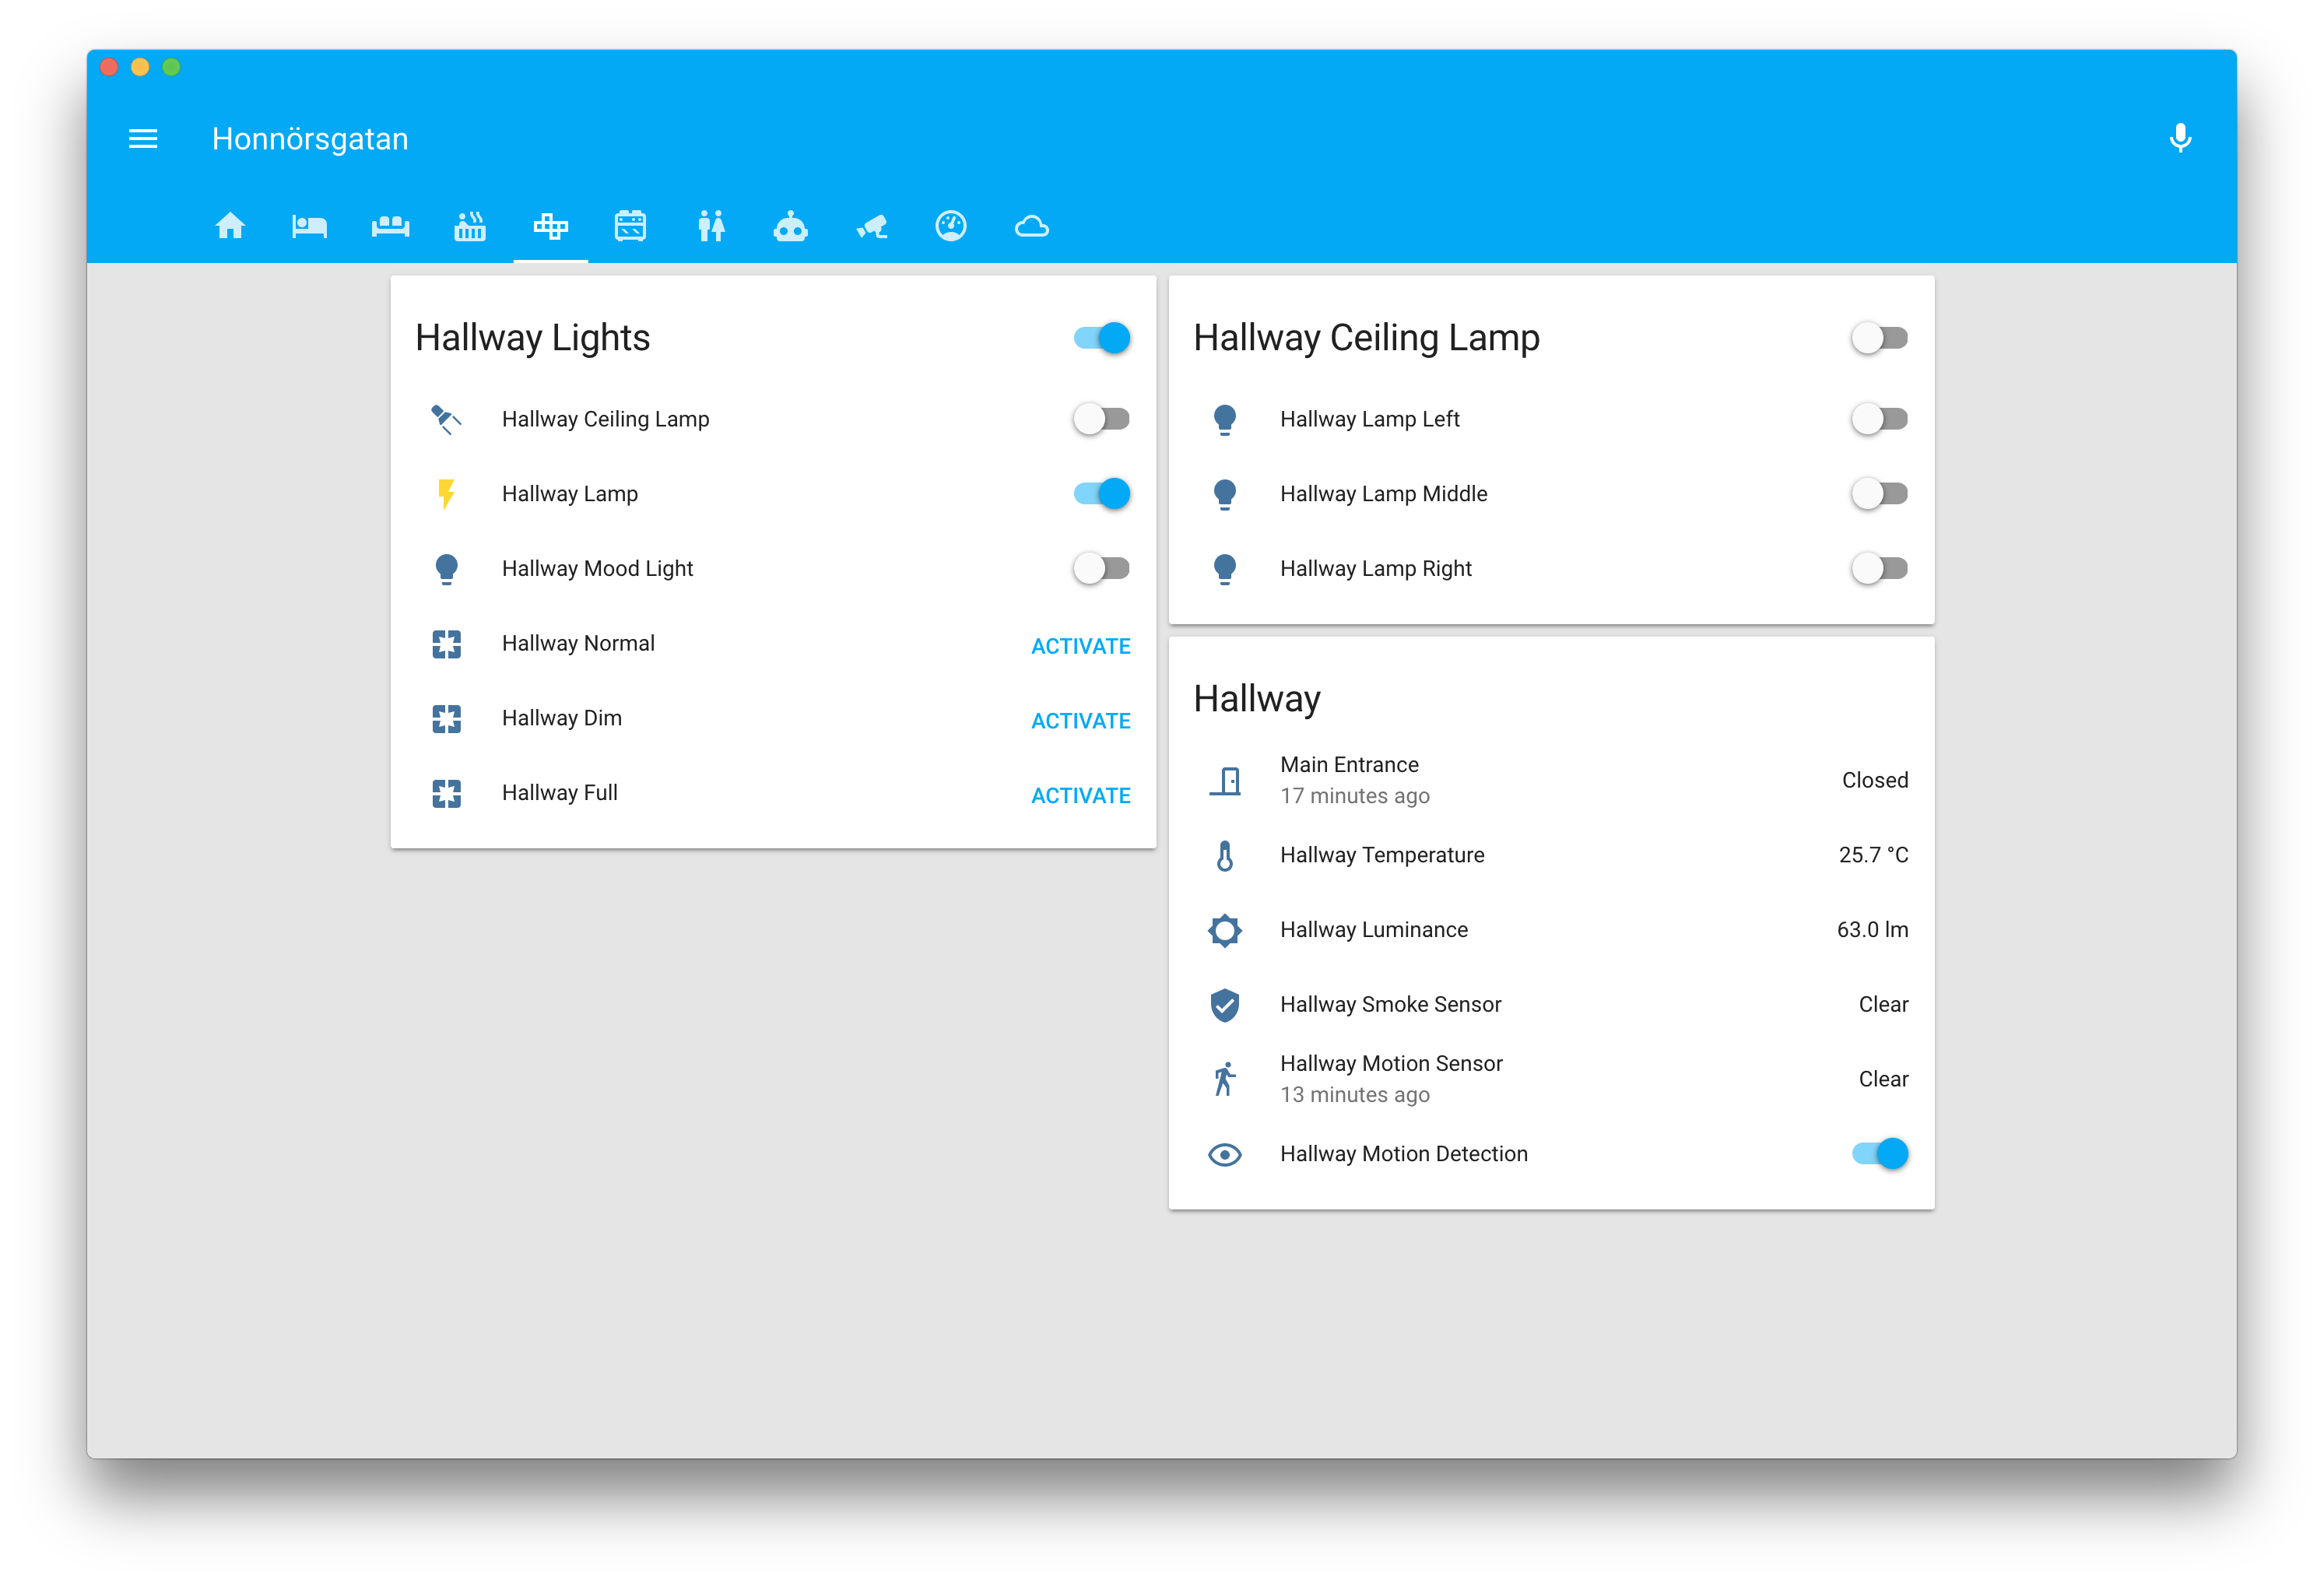 Honnörsgatan
Hallway Lights
Hallway Ceiling Lamp
Hallway Lamp
Hallway Mood Light
Hallway Normal
ACTIVATE
Hallway Dim
ACTIVATE
Hallway Full
ACTIVATE
Hallway Ceiling Lamp
Hallway Lamp Left
Hallway Lamp Middle
Hallway Lamp Right
Hallway
Main Entrance
17 minutes ago
Closed
Hallway Temperature
25.7 °C
Hallway Luminance
63.0 lm
Hallway Smoke Sensor
Clear
Hallway Motion Sensor
13 minutes ago
Clear
Hallway Motion Detection